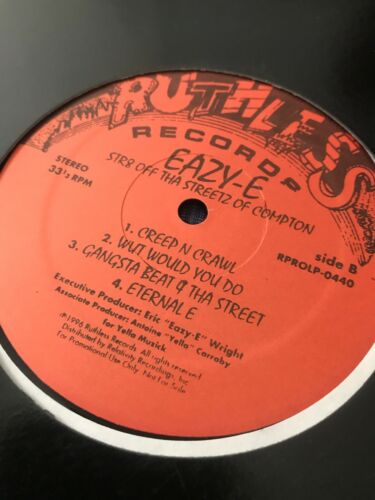 RUTHLESS
RECORDS
EAZY-E
STR8 OFF THA STREETZ OF COMPTON
STEREO
33⅓ RPM
side B
RPROLP-0440
1. CREEP N CRAWL
2. WUT WOULD YOU DO
3. GANGSTA BEAT 4 THA STREET
4. ETERNAL E
Executive Producer: Eric "Eazy-E" Wright
Associate Producer: Antoine "Yella" Carraby
for Yella Muzick
℗1996 Ruthless Records All rights reserved
Distributed by Relativity Recordings, Inc
For Promotional Use Only Not For Sale